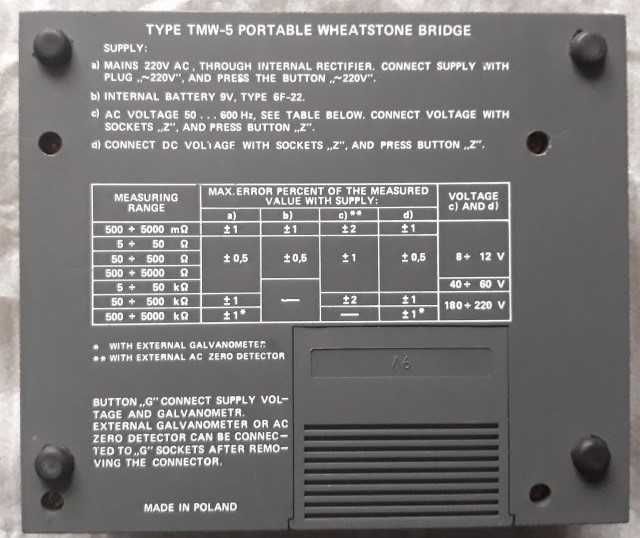 TYPE TMW-5 PORTABLE WHEATSTONE BRIDGE
SUPPLY:
a) MAINS 220V AC, THROUGH INTERNAL RECTIFIER. CONNECT SUPPLY WITH
PLUG „~220V", AND PRESS THE BUTTON „~220V".
b) INTERNAL BATTERY 9V, TYPE 6F-22.
c) AC VOLTAGE 50 ... 600 Hz, SEE TABLE BELOW. CONNECT VOLTAGE WITH
SOCKETS „Z", AND PRESS BUTTON „Z".
d) CONNECT DC VOLTAGE WITH SOCKETS „Z", AND PRESS BUTTON „Z".
MEASURING RANGE MAX. ERROR PERCENT OF THE MEASURED VALUE WITH SUPPLY: VOLTAGE c) AND d)
a) b) c)** d)
500 ÷ 5000 mΩ ±1 ±1 ±2 ±1
5 ÷ 50 Ω
50 ÷ 500 Ω ±0,5 ±0,5 ±1 ±0,5 8÷ 12 V
500 ÷ 5000 Ω
5 ÷ 50 kΩ — 40÷ 60 V
50 ÷ 500 kΩ ±1 ±2 ±1 180÷220 V
500 ÷ 5000 kΩ ±1* — ±1*
* WITH EXTERNAL GALVANOMETER
** WITH EXTERNAL AC ZERO DETECTOR
9V
BUTTON „G" CONNECT SUPPLY VOL-
TAGE AND GALVANOMETR.
EXTERNAL GALVANOMETER OR AC
ZERO DETECTOR CAN BE CONNEC-
TED TO „G" SOCKETS AFTER REMO-
VING THE CONNECTOR.
MADE IN POLAND